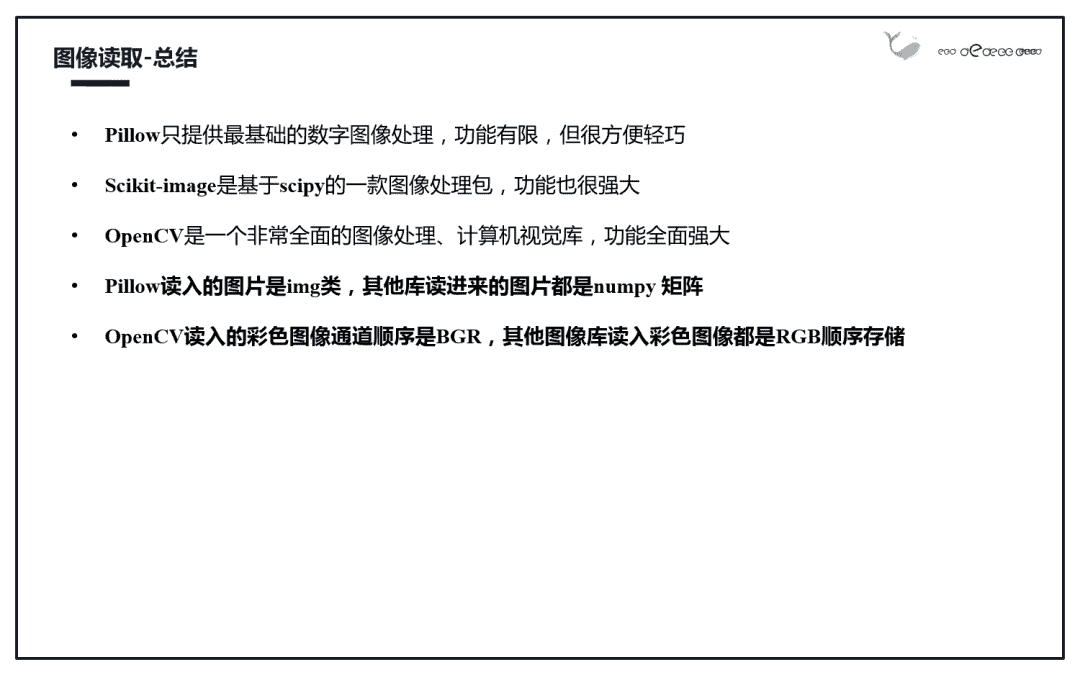 图像读取-总结
• Pillow只提供最基础的数字图像处理，功能有限，但很方便轻巧
• Scikit-image是基于scipy的一款图像处理包，功能也很强大
• OpenCV是一个非常全面的图像处理、计算机视觉库，功能全面强大
• Pillow读入的图片是img类，其他库读进来的图片都是numpy 矩阵
• OpenCV读入的彩色图像通道顺序是BGR，其他图像库读入彩色图像都是RGB顺序存储